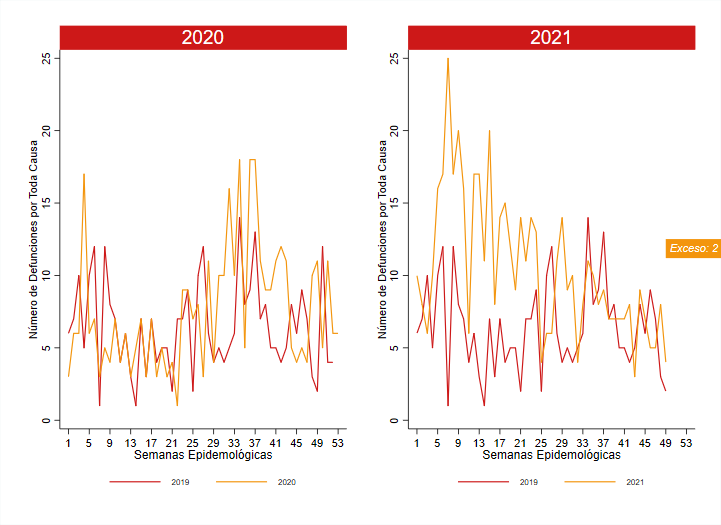 2020
2021
Número de Defunciones por Toda Causa
25
20
15
10
5
0
1 5 9 13 17 21 25 29 33 37 41 45 49 53
Semanas Epidemológicas
2019 2020
Número de Defunciones por Toda Causa
25
20
15
10
5
0
Exceso: 2
1 5 9 13 17 21 25 29 33 37 41 45 49 53
Semanas Epidemológicas
2019 2021